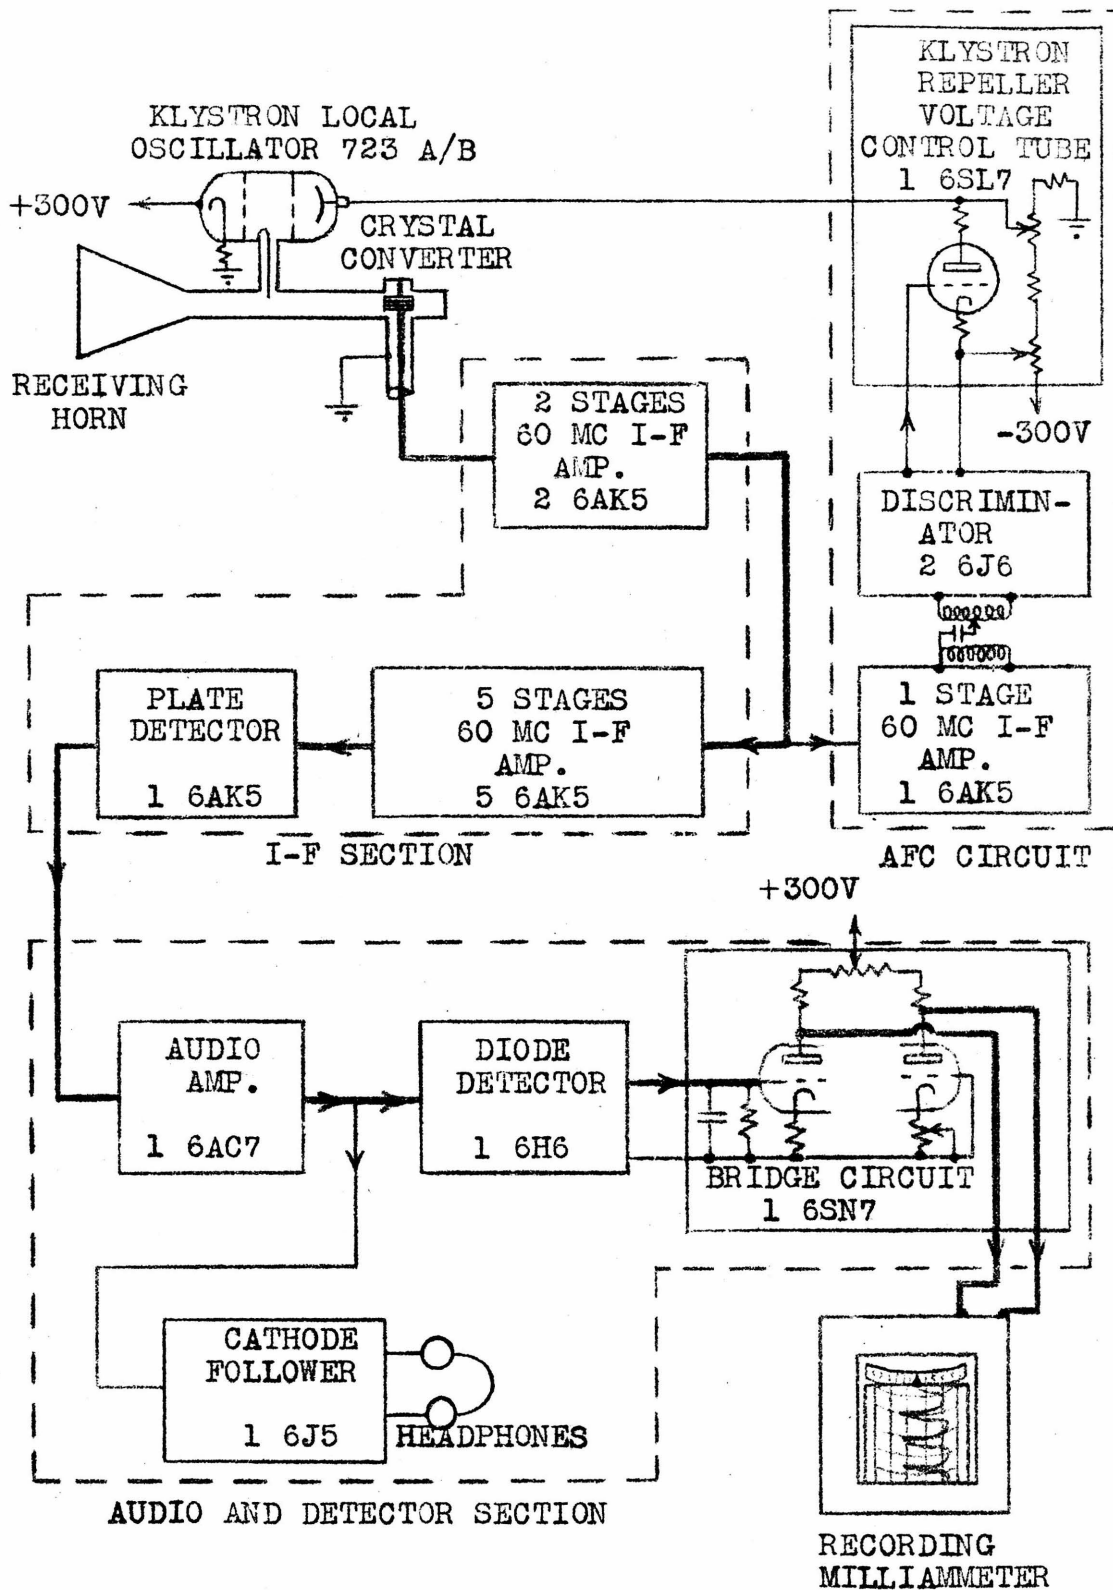 KLYSTRON
REPELLER
VOLTAGE
CONTROL TUBE
1 6SL7
KLYSTRON LOCAL
OSCILLATOR 723 A/B
+300V
CRYSTAL
CONVERTER
RECEIVING
HORN
2 STAGES
60 MC I-F
AMP.
2 6AK5
-300V
DISCRIMIN-
ATOR
2 6J6
PLATE
DETECTOR
1 6AK5
5 STAGES
60 MC I-F
AMP.
5 6AK5
1 STAGE
60 MC I-F
AMP.
1 6AK5
I-F SECTION
AFC CIRCUIT
+300V
AUDIO
AMP.
1 6AC7
DIODE
DETECTOR
1 6H6
BRIDGE CIRCUIT
1 6SN7
CATHODE
FOLLOWER
1 6J5
HEADPHONES
AUDIO AND DETECTOR SECTION
RECORDING
MILLIAMMETER